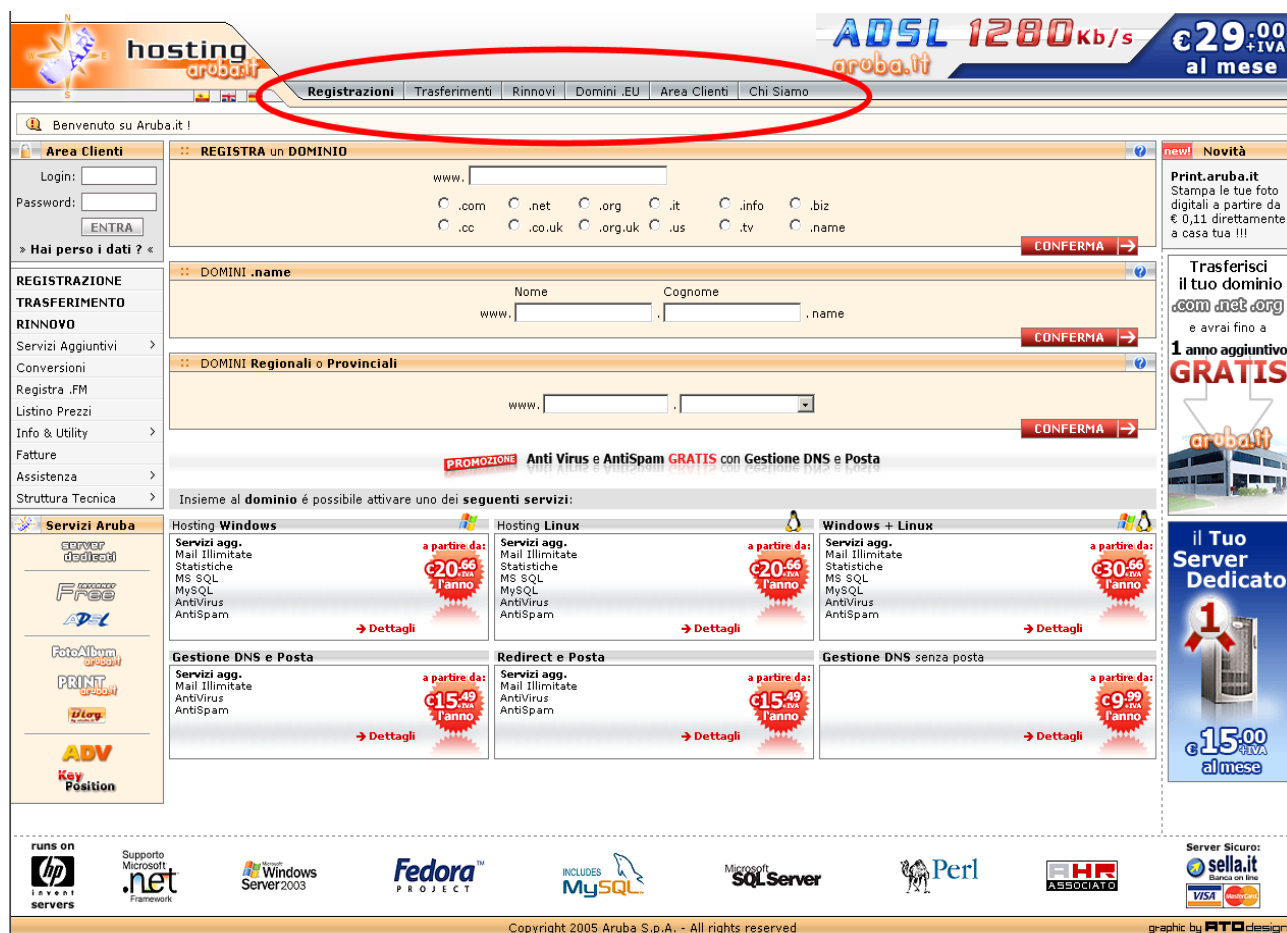 N
E
S
hosting
aruba.it
ADSL 1280 Kb/s
aruba.it
€29,00
+IVA
al mese
Registrazioni Trasferimenti Rinnovi Domini .EU Area Clienti Chi Siamo
Benvenuto su Aruba.it !
Area Clienti
Login:
Password:
ENTRA
» Hai perso i dati ? «
REGISTRAZIONE
TRASFERIMENTO
RINNOVO
Servizi Aggiuntivi >
Conversioni
Registra .FM
Listino Prezzi
Info & Utility >
Fatture
Assistenza >
Struttura Tecnica >
Servizi Aruba
server
dedicati
Free internet
ADSL
FotoAlbum
aruba.it
PRINT
aruba.it
Blog
ADV
Key
Position
:: REGISTRA un DOMINIO ?
www.
.com .net .org .it .info .biz
.cc .co.uk .org.uk .us .tv .name
CONFERMA →
:: DOMINI .name ?
Nome Cognome
www. . . name
CONFERMA →
:: DOMINI Regionali o Provinciali ?
www. .
CONFERMA →
PROMOZIONE Anti Virus e AntiSpam GRATIS con Gestione DNS e Posta
Insieme al dominio é possibile attivare uno dei seguenti servizi:
Hosting Windows
Servizi agg.
Mail Illimitate
Statistiche
MS SQL
MySQL
AntiVirus
AntiSpam
a partire da:
€20,66
+IVA
l'anno
→ Dettagli
Hosting Linux
Servizi agg.
Mail Illimitate
Statistiche
MS SQL
MySQL
AntiVirus
AntiSpam
a partire da:
€20,66
+IVA
l'anno
→ Dettagli
Windows + Linux
Servizi agg.
Mail Illimitate
Statistiche
MS SQL
MySQL
AntiVirus
AntiSpam
a partire da:
€30,66
+IVA
l'anno
→ Dettagli
Gestione DNS e Posta
Servizi agg.
Mail Illimitate
AntiVirus
AntiSpam
a partire da:
€15,49
+IVA
l'anno
→ Dettagli
Redirect e Posta
Servizi agg.
Mail Illimitate
AntiVirus
AntiSpam
a partire da:
€15,49
+IVA
l'anno
→ Dettagli
Gestione DNS senza posta
a partire da:
€9,99
+IVA
l'anno
→ Dettagli
new! Novità
Print.aruba.it
Stampa le tue foto
digitali a partire da
€ 0,11 direttamente
a casa tua !!!
Trasferisci
il tuo dominio
.com .net .org
e avrai fino a
1 anno aggiuntivo
GRATIS
aruba.it
il Tuo
Server
Dedicato
1
€15,00
+IVA
al mese
runs on
hp
invent
servers
Supporto
Microsoft
.net
Framework
Microsoft
Windows
Server2003
Fedora™
PROJECT
INCLUDES
MySQL
Microsoft
SQL Server
Perl
AHR
ASSOCIATO
Server Sicuro:
sella.it
Banca on line
VISA MasterCard
Copyright 2005 Aruba S.p.A. - All rights reserved
graphic by ATOdesign